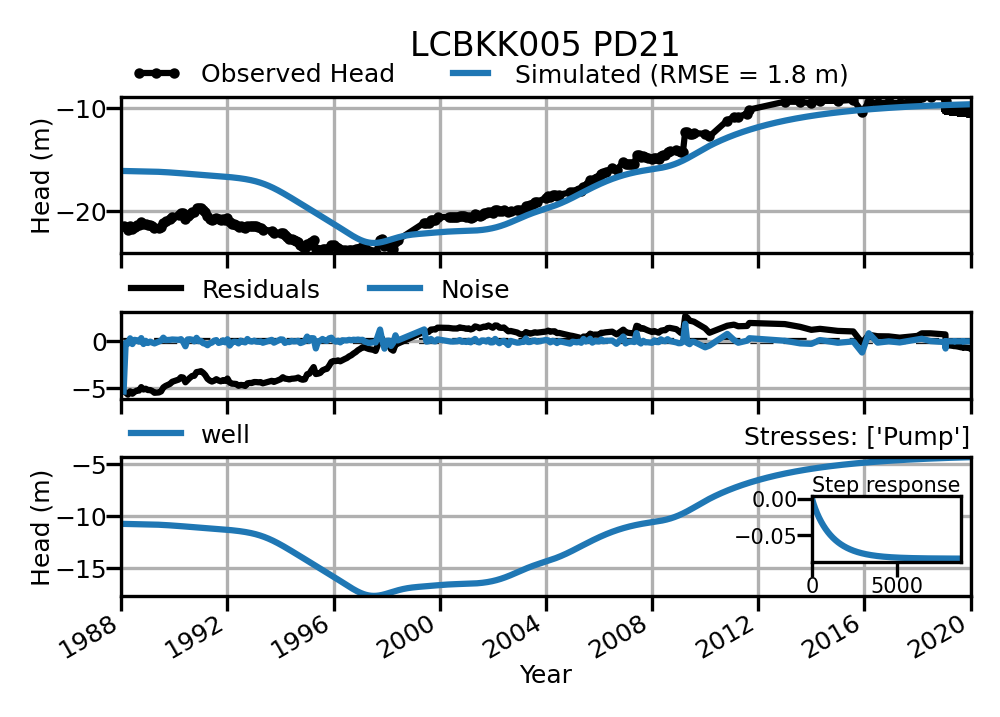 LCBKK005 PD21
Observed Head
Simulated (RMSE = 1.8 m)
−10
−20
Head (m)
Residuals
Noise
0
−5
well
Stresses: ['Pump']
−5
−10
−15
Head (m)
Step response
0.00
−0.05
0 5000
1988 1992 1996 2000 2004 2008 2012 2016 2020
Year